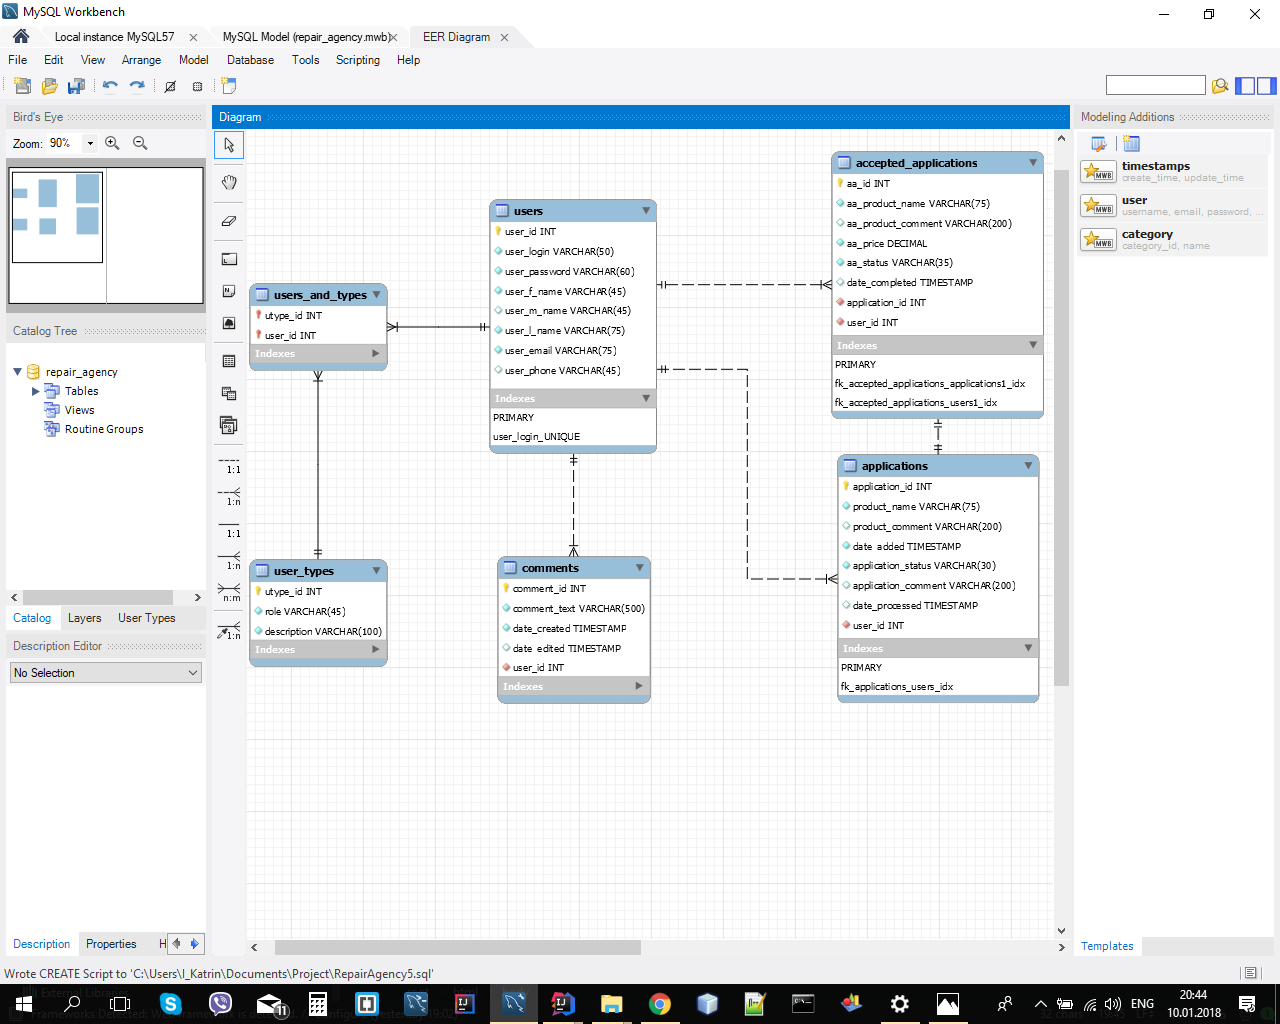 MySQL Workbench
Local instance MySQL57
MySQL Model (repair_agency.mwb)
EER Diagram
File Edit View Arrange Model Database Tools Scripting Help
Bird's Eye
Zoom: 90%
Catalog Tree
repair_agency
Tables
Views
Routine Groups
Catalog Layers User Types
Description Editor
No Selection
Description Properties H
Diagram
1:1
1:n
1:1
1:n
n:m
1:n
users_and_types
utype_id INT
user_id INT
Indexes
user_types
utype_id INT
role VARCHAR(45)
description VARCHAR(100)
Indexes
users
user_id INT
user_login VARCHAR(50)
user_password VARCHAR(60)
user_f_name VARCHAR(45)
user_m_name VARCHAR(45)
user_l_name VARCHAR(75)
user_email VARCHAR(75)
user_phone VARCHAR(45)
Indexes
PRIMARY
user_login_UNIQUE
comments
comment_id INT
comment_text VARCHAR(500)
date_created TIMESTAMP
date_edited TIMESTAMP
user_id INT
Indexes
accepted_applications
aa_id INT
aa_product_name VARCHAR(75)
aa_product_comment VARCHAR(200)
aa_price DECIMAL
aa_status VARCHAR(35)
date_completed TIMESTAMP
application_id INT
user_id INT
Indexes
PRIMARY
fk_accepted_applications_applications1_idx
fk_accepted_applications_users1_idx
applications
application_id INT
product_name VARCHAR(75)
product_comment VARCHAR(200)
date_added TIMESTAMP
application_status VARCHAR(30)
application_comment VARCHAR(200)
date_processed TIMESTAMP
user_id INT
Indexes
PRIMARY
fk_applications_users_idx
Modeling Additions
MWB
timestamps
create_time, update_time
MWB
user
username, email, password, ...
MWB
category
category_id, name
Templates
Wrote CREATE Script to 'C:\Users\I_Katrin\Documents\Project\RepairAgency5.sql'
11
IJ
IJ
ENG
20:44
10.01.2018